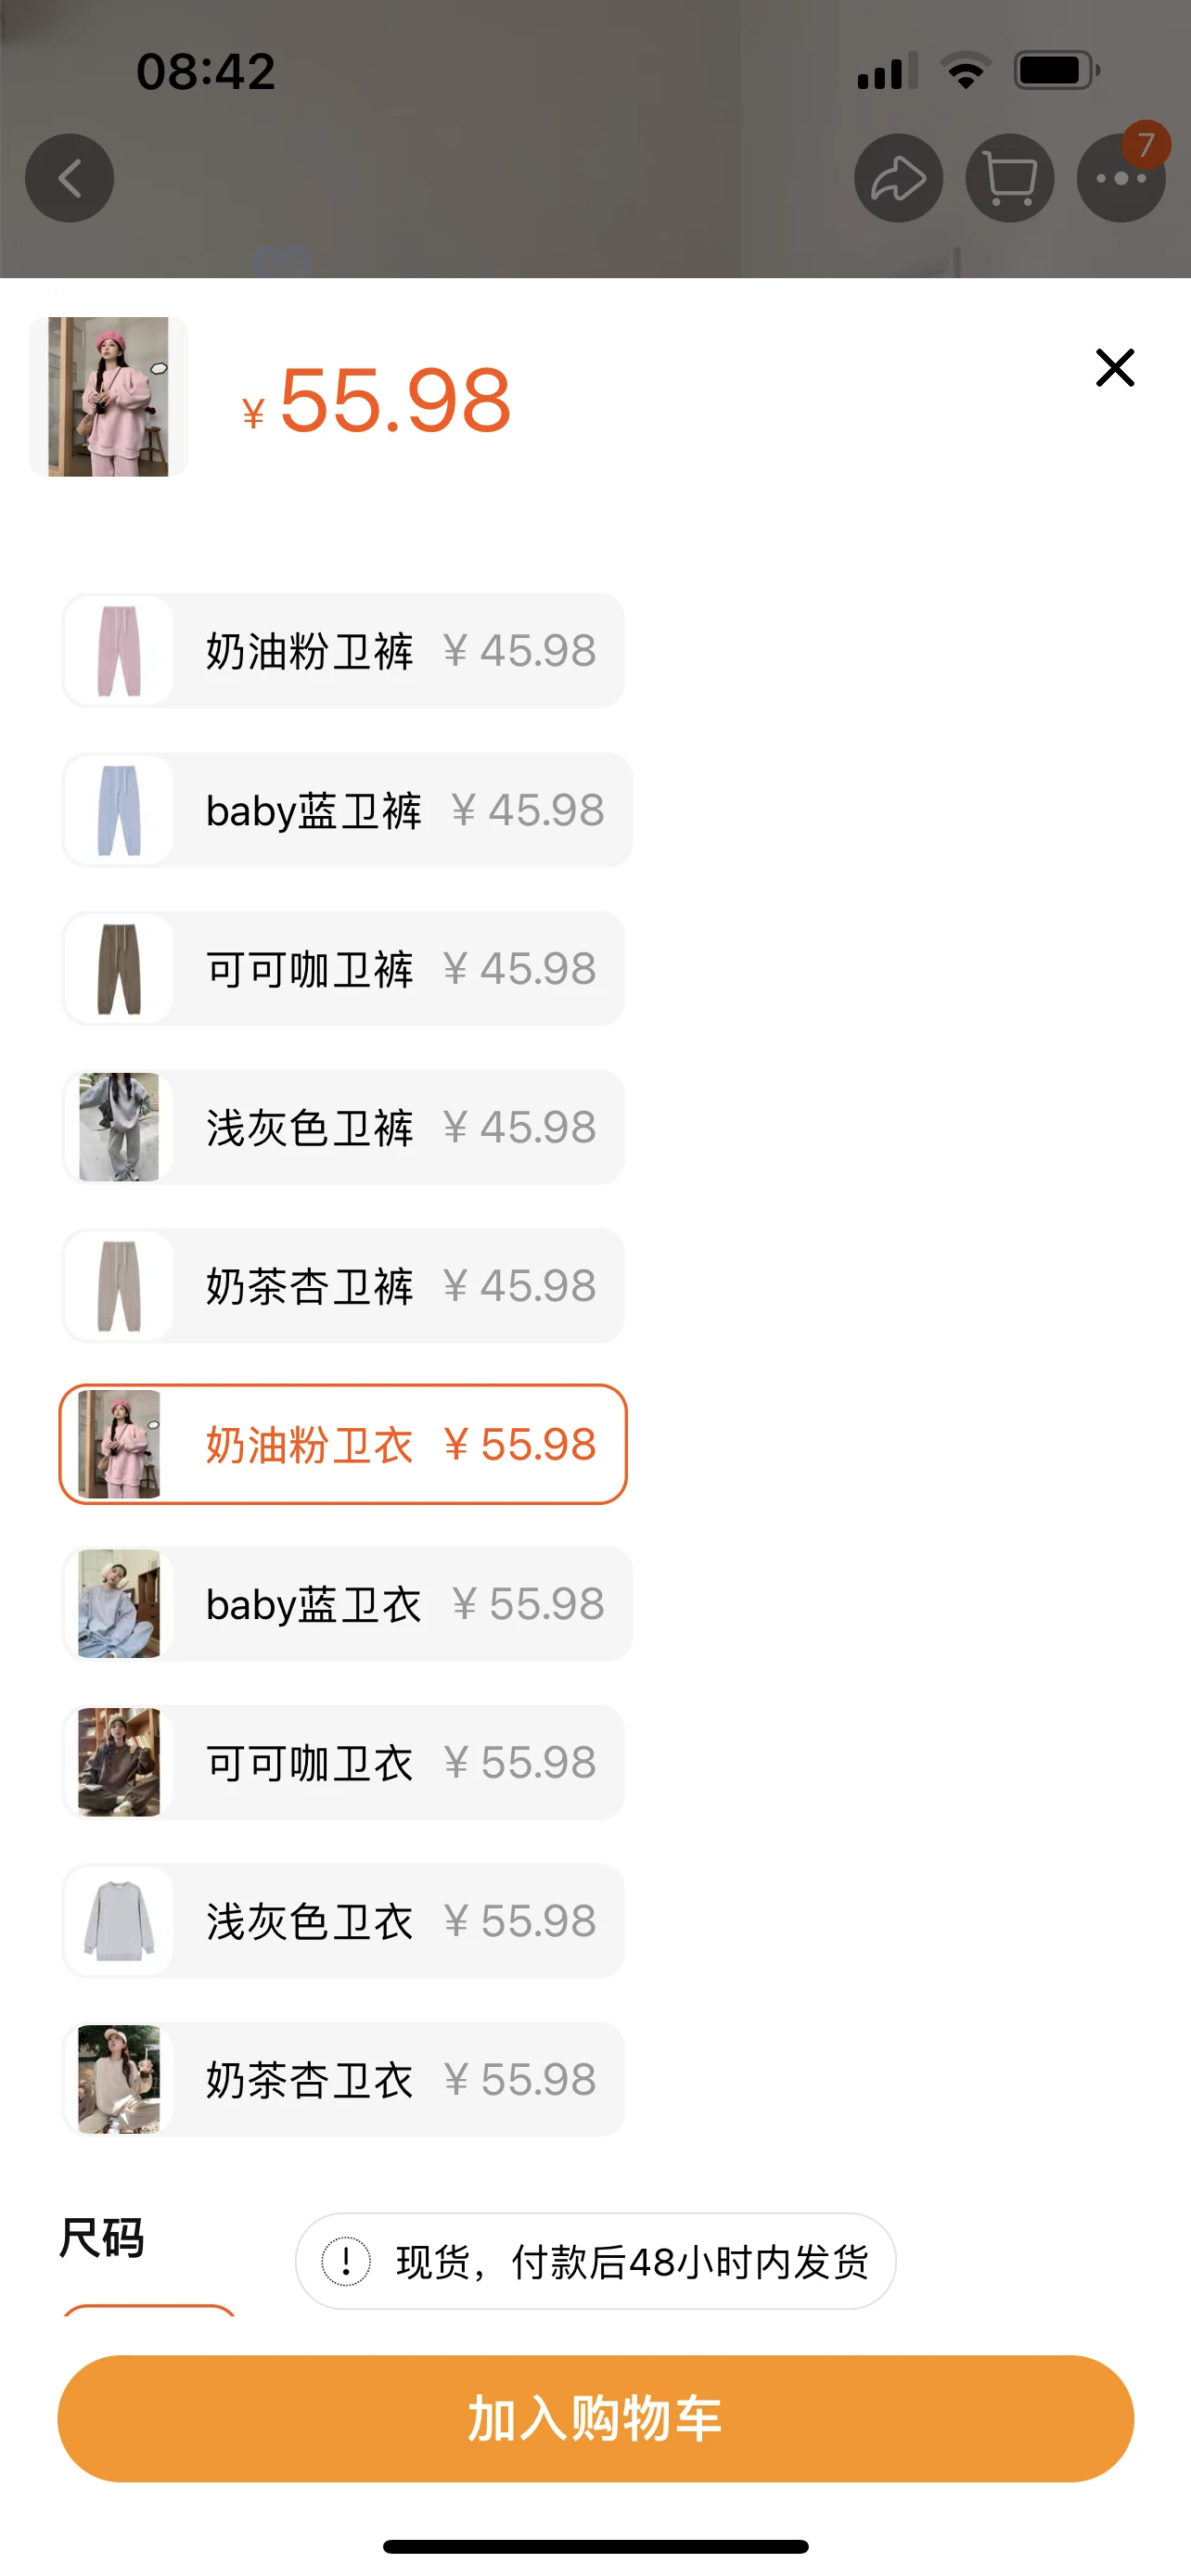 08:42
7
¥ 55.98
奶油粉卫裤 ¥ 45.98
baby蓝卫裤 ¥ 45.98
可可咖卫裤 ¥ 45.98
浅灰色卫裤 ¥ 45.98
奶茶杏卫裤 ¥ 45.98
奶油粉卫衣 ¥ 55.98
baby蓝卫衣 ¥ 55.98
可可咖卫衣 ¥ 55.98
浅灰色卫衣 ¥ 55.98
奶茶杏卫衣 ¥ 55.98
尺码
现货，付款后48小时内发货
加入购物车